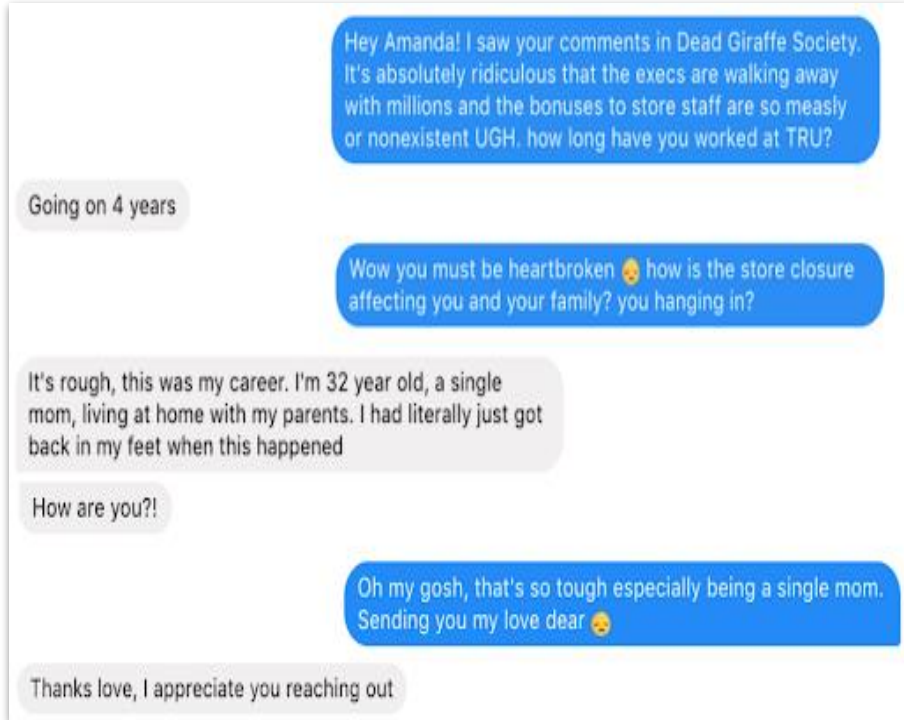 Hey Amanda! I saw your comments in Dead Giraffe Society.
It's absolutely ridiculous that the execs are walking away
with millions and the bonuses to store staff are so measly
or nonexistent UGH. how long have you worked at TRU?
Going on 4 years
Wow you must be heartbroken 😞 how is the store closure
affecting you and your family? you hanging in?
It's rough, this was my career. I'm 32 year old, a single
mom, living at home with my parents. I had literally just got
back in my feet when this happened
How are you?!
Oh my gosh, that's so tough especially being a single mom.
Sending you my love dear 😞
Thanks love, I appreciate you reaching out